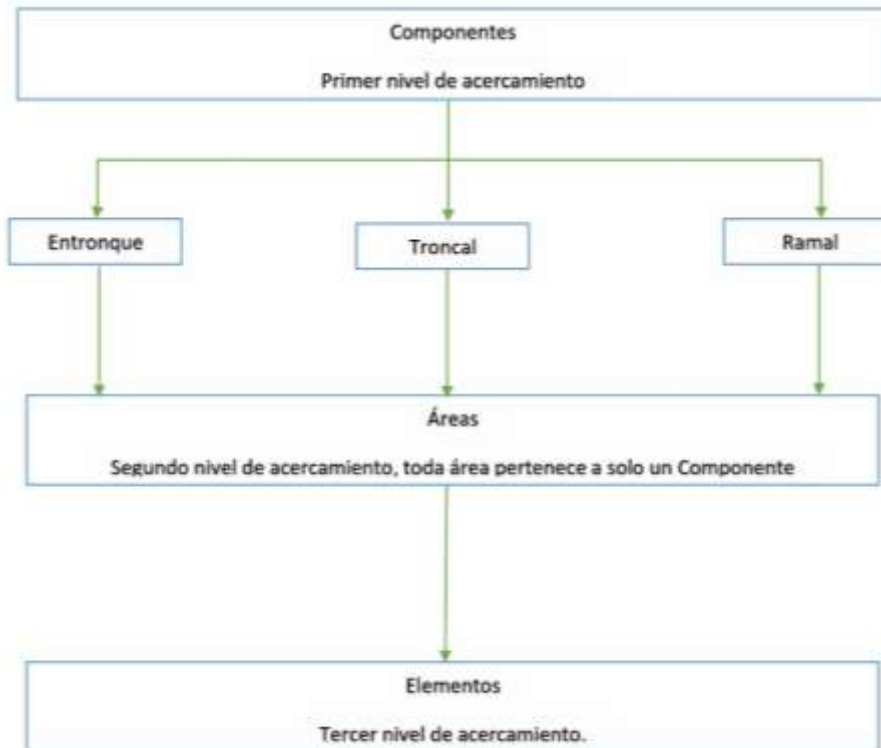 Componentes
Primer nivel de acercamiento
Entronque
Troncal
Ramal
Áreas
Segundo nivel de acercamiento, toda área pertenece a solo un Componente
Elementos
Tercer nivel de acercamiento.